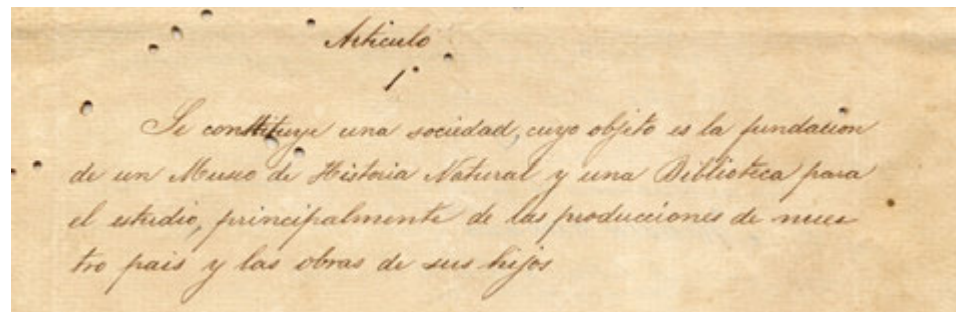 Articulo
1°
Se constituye una sociedad, cuyo objeto es la fundacion
de un Museo de Historia Natural y una Biblioteca para
el estudio, principalmente de las producciones de nues
tro pais y las obras de sus hijos